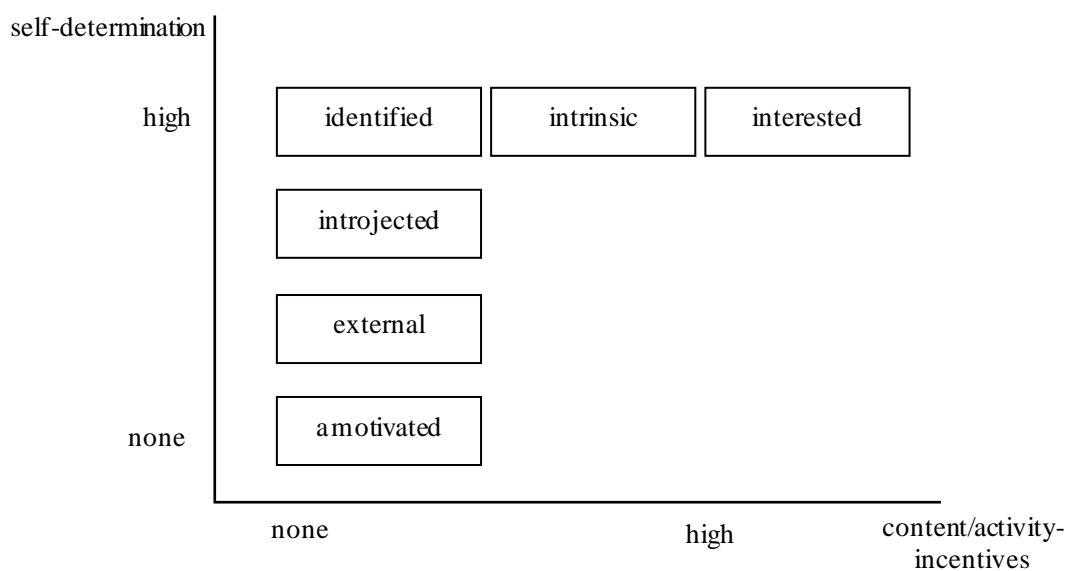 self-determination
high
identified
intrinsic
interested
introjected
external
amotivated
none
none
high
content/activity-
incentives